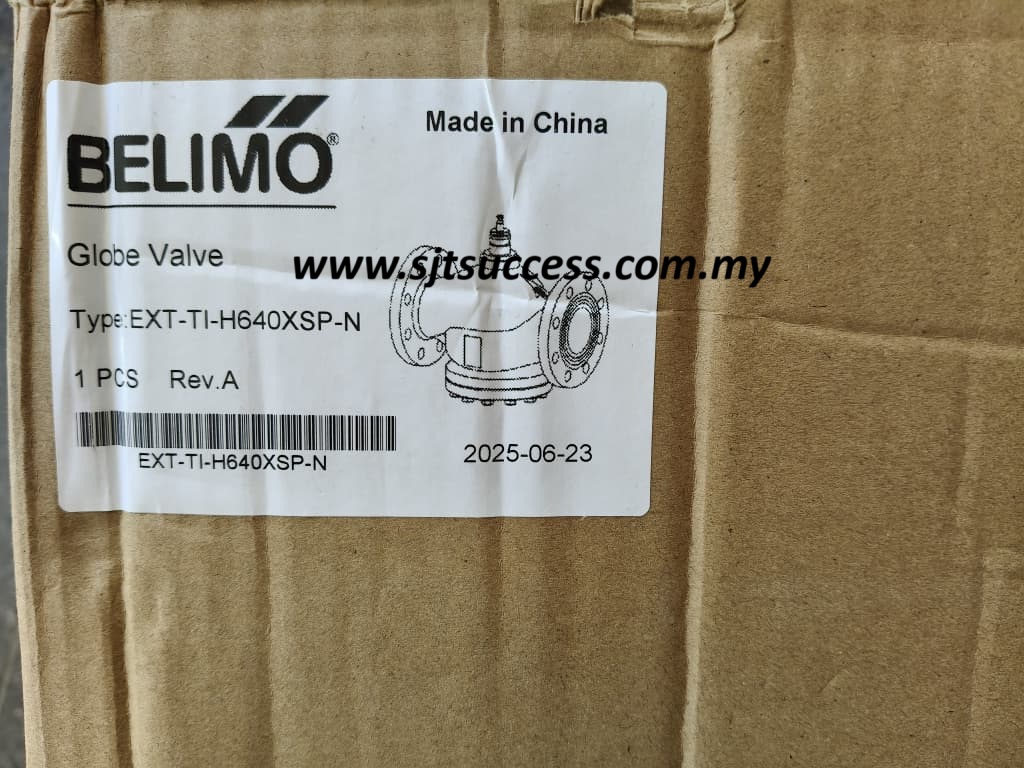 BELIMO®
Made in China
Globe Valve
www.sjtsuccess.com.my
Type:EXT-TI-H640XSP-N
1 PCS Rev.A
EXT-TI-H640XSP-N
2025-06-23